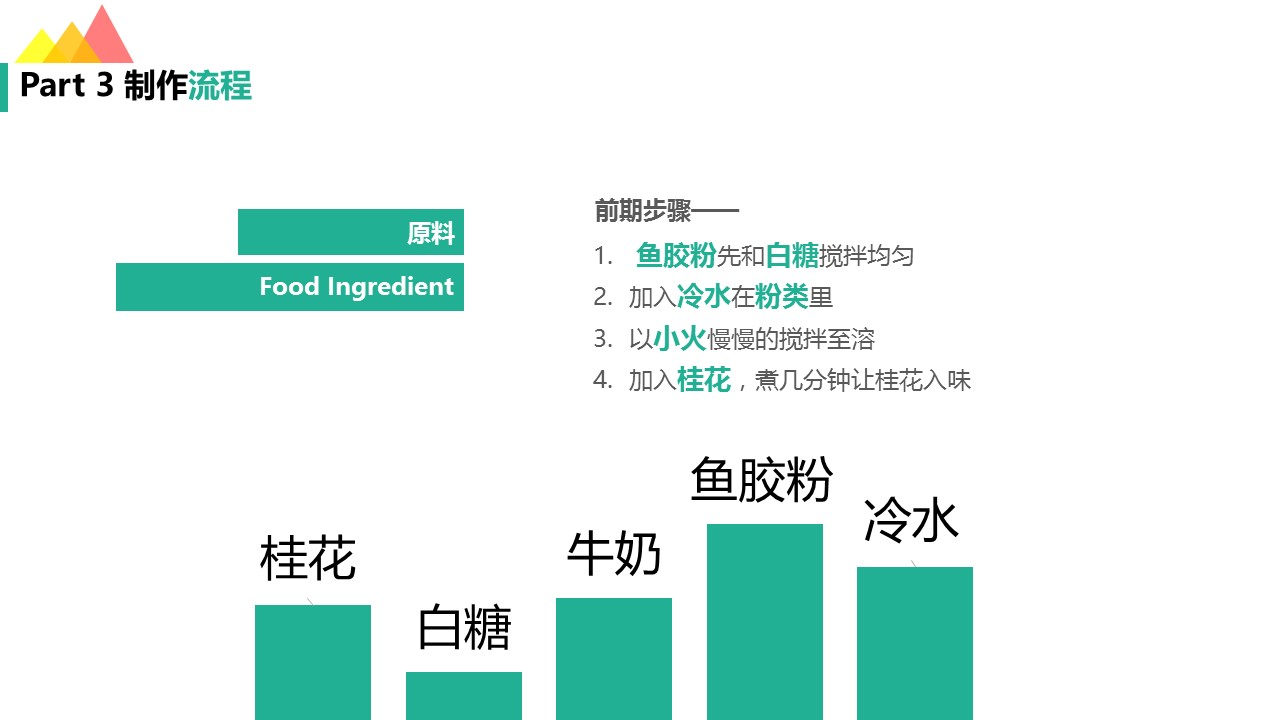 Part 3 制作流程
原料
Food Ingredient
前期步骤——
1. 鱼胶粉先和白糖搅拌均匀
2. 加入冷水在粉类里
3. 以小火慢慢的搅拌至溶
4. 加入桂花，煮几分钟让桂花入味
桂花
白糖
牛奶
鱼胶粉
冷水